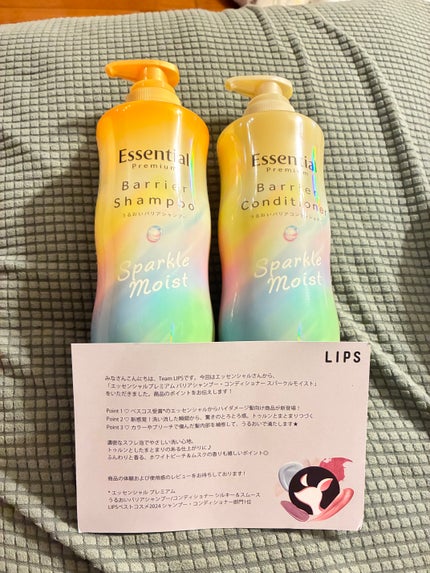 Essential
Premium
Barrier
Shampoo
うるおいバリアシャンプー
Sparkle
Moist
Essential
Premium
Barrier
Conditioner
うるおいバリアコンディショナー
Sparkle
Moist
LIPS
みなさんこんにちは、Team LIPSです。今回はエッセンシャルさんから、
「エッセンシャルプレミアム バリアシャンプー・コンディショナー スパークルモイスト」
をいただきました。商品のポイントをお伝えします！
Point 1♡ ベスコス受賞*のエッセンシャルからハイダメージ髪向け商品が新登場！
Point 2♡ 新感覚！洗い流した瞬間から、驚きのとろとろ感。トゥルンとまとまりつづく
Point 3♡ カラーやブリーチで傷んだ髪内部を補修して、うるおいで満たします★
濃密なスフレ泡でやさしい洗い心地。
トゥルンとしたまとまりのある仕上がりに♪
ふんわりと香る、ホワイトピーチ&ムスクの香りも嬉しいポイント◎
商品の体験および使用感のレビューをお待ちしております！
*エッセンシャル プレミアム
うるおいバリアシャンプー/コンディショナー シルキー&スムース
LIPSベストコスメ2024 シャンプー・コンディショナー部門1位